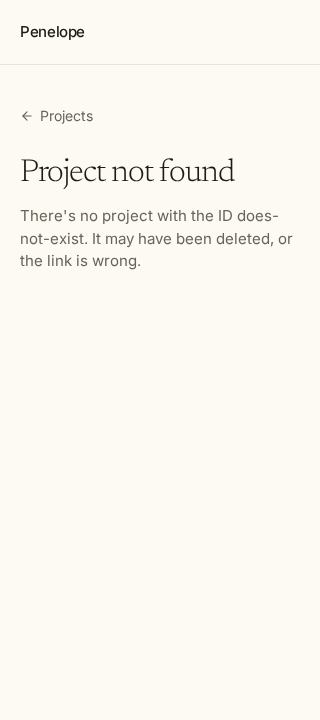 Penelope
← Projects
Project not found
There's no project with the ID does-
not-exist. It may have been deleted, or
the link is wrong.